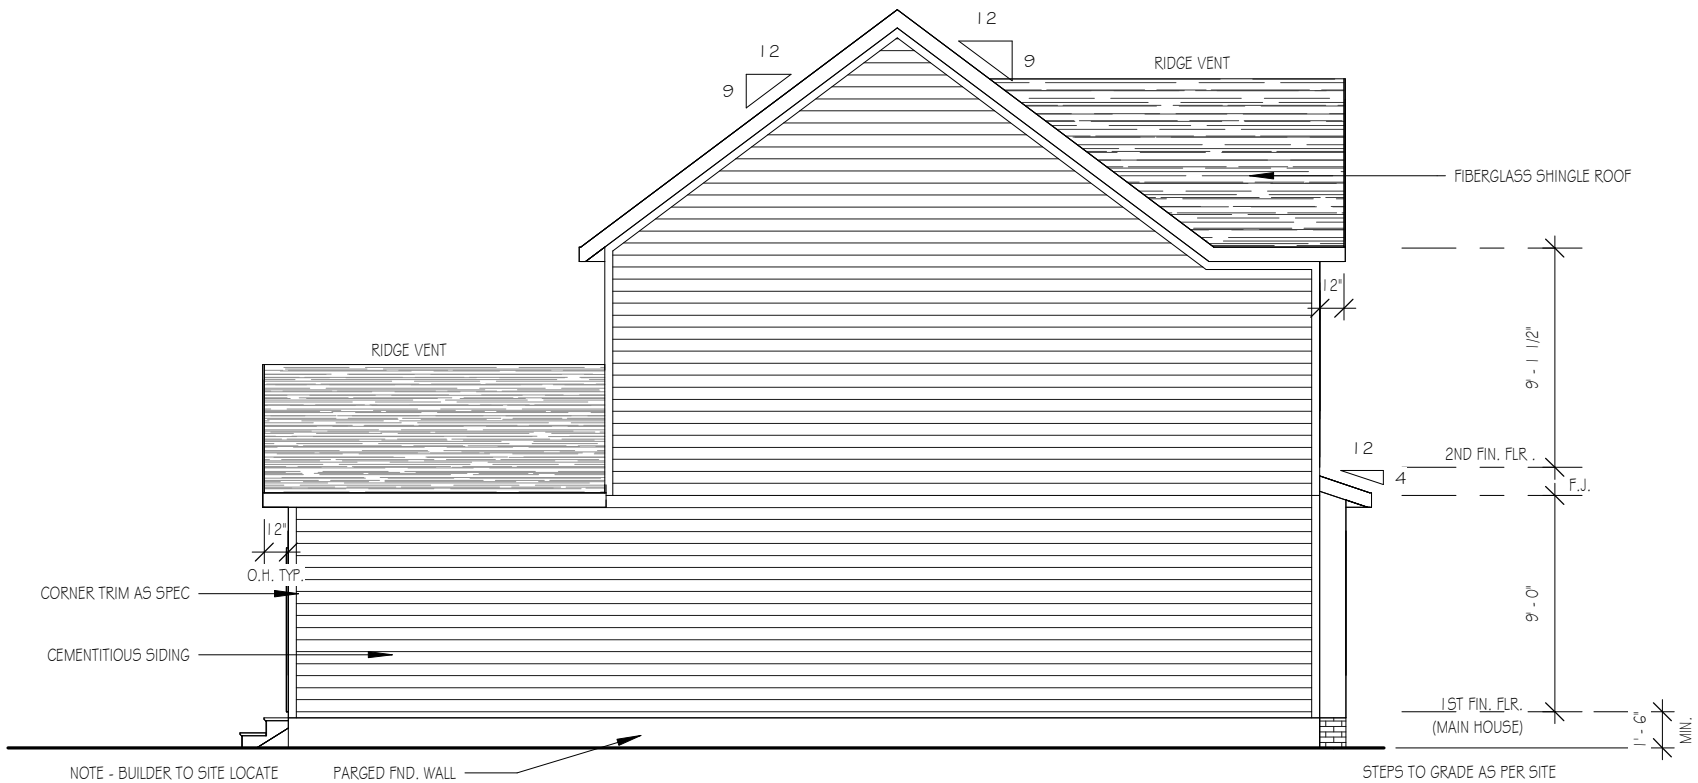 12
12
9
9
RIDGE VENT
FIBERGLASS SHINGLE ROOF
12"
9' - 1 1/2"
RIDGE VENT
12
2ND FIN. FLR.
4
F.J.
12"
O.H. TYP.
CORNER TRIM AS SPEC
9' - 0"
CEMENTITIOUS SIDING
1ST FIN. FLR.
(MAIN HOUSE)
1' - 6"
MIN.
NOTE - BUILDER TO SITE LOCATE
PARGED FND. WALL
STEPS TO GRADE AS PER SITE